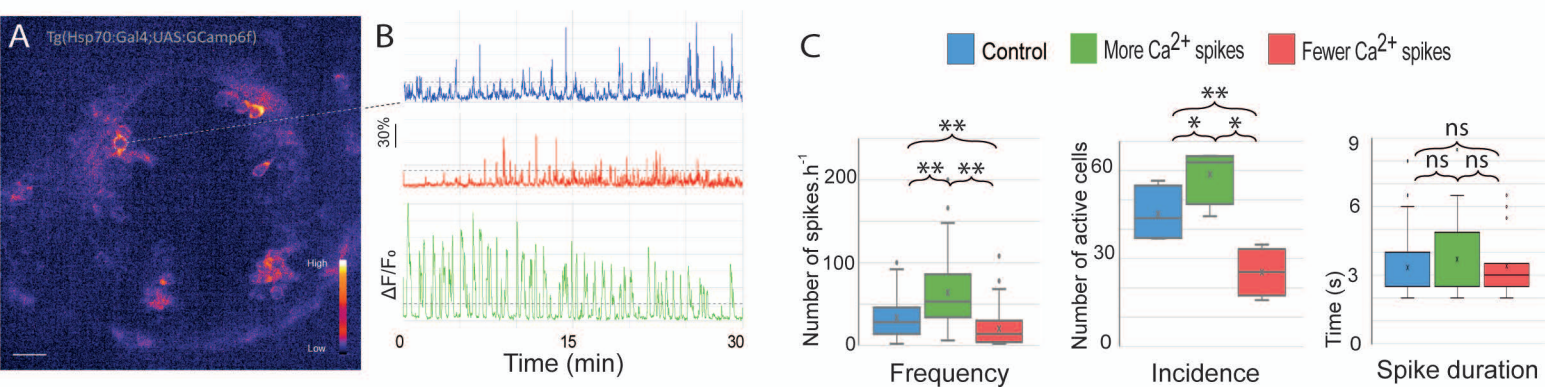 A
Tg(Hsp70:Gal4;UAS:GCamp6f)
High
Low
B
30%
ΔF/F₀
0
15
30
Time (min)
C
Control
More Ca²⁺ spikes
Fewer Ca²⁺ spikes
Number of spikes.h⁻¹
200
100
0
**
** **
Frequency
Number of active cells
60
30
0
**
* *
Incidence
Time (s)
9
6
3
0
ns
ns ns
Spike duration